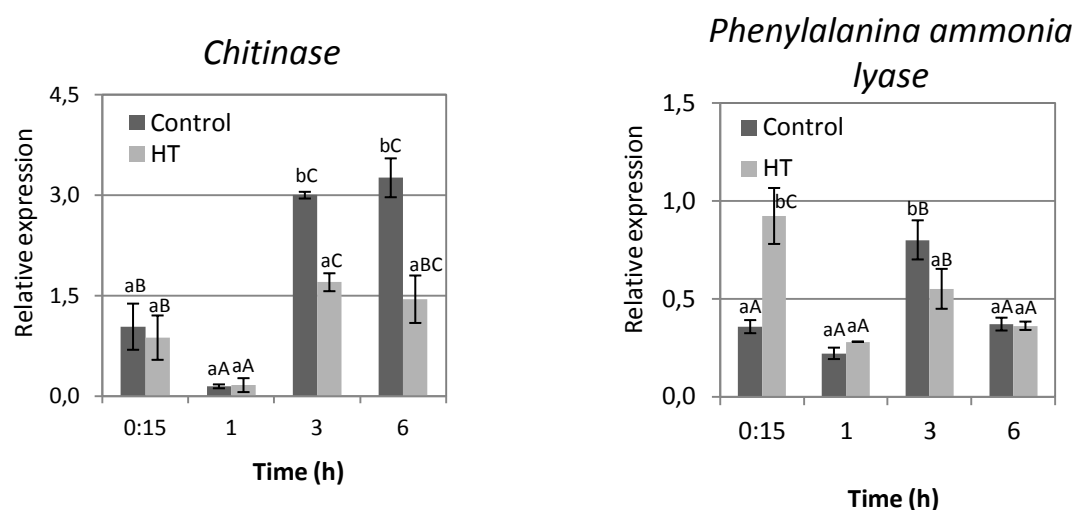 Chitinase
4,5
3,0
1,5
0,0
Relative expression
Control
HT
aB
aB
aA
aA
bC
aC
bC
aBC
0:15 1 3 6
Time (h)
Phenylalanina ammonia
lyase
1,5
1,0
0,5
0,0
Relative expression
Control
HT
aA
bC
aA
aA
bB
aB
aA
aA
0:15 1 3 6
Time (h)